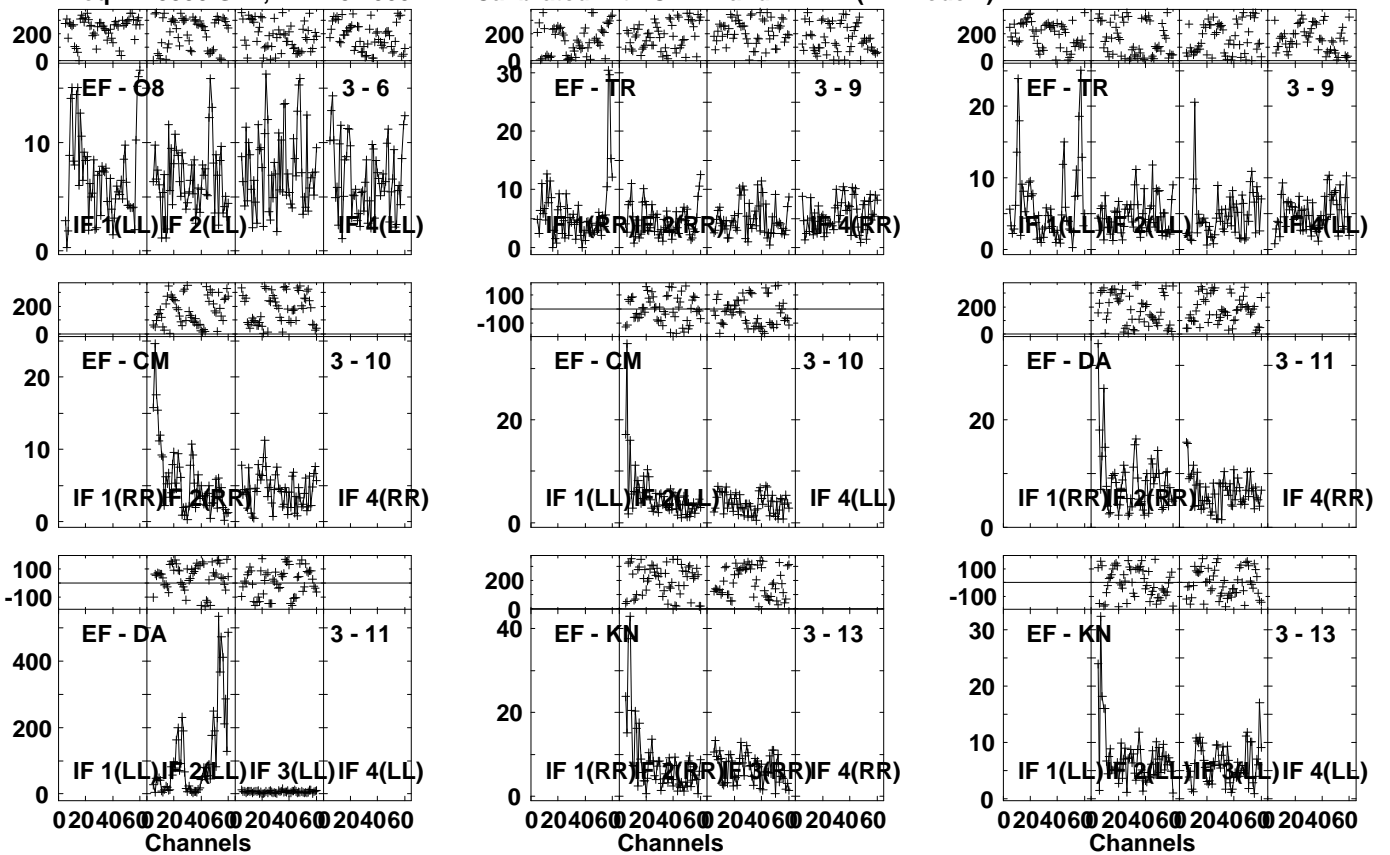 200
0
EF - O8
3 - 6
10
0
IF 1(LL)
IF 2(LL)
IF 4(LL)
200
0
30
EF - TR
3 - 9
20
10
0
IF 1(RR)
IF 2(RR)
IF 4(RR)
200
0
EF - TR
3 - 9
20
10
0
IF 1(LL)
IF 2(LL)
IF 4(LL)
200
0
EF - CM
3 - 10
20
10
0
IF 1(RR)
IF 2(RR)
IF 4(RR)
100
-100
EF - CM
3 - 10
20
0
IF 1(LL)
IF 2(LL)
IF 4(LL)
200
0
EF - DA
3 - 11
20
0
IF 1(RR)
IF 2(RR)
IF 4(RR)
100
-100
EF - DA
3 - 11
400
200
0
IF 1(LL)
IF 2(LL)
IF 3(LL)
IF 4(LL)
0 20 40 60 0 20 40 60 0 20 40 60 0 20 40 60
Channels
200
0
EF - KN
3 - 13
40
20
0
IF 1(RR)
IF 2(RR)
IF 3(RR)
IF 4(RR)
0 20 40 60 0 20 40 60 0 20 40 60 0 20 40 60
Channels
100
-100
EF - KN
3 - 13
30
20
10
0
IF 1(LL)
IF 2(LL)
IF 3(LL)
IF 4(LL)
0 20 40 60 0 20 40 60 0 20 40 60 0 20 40 60
Channels